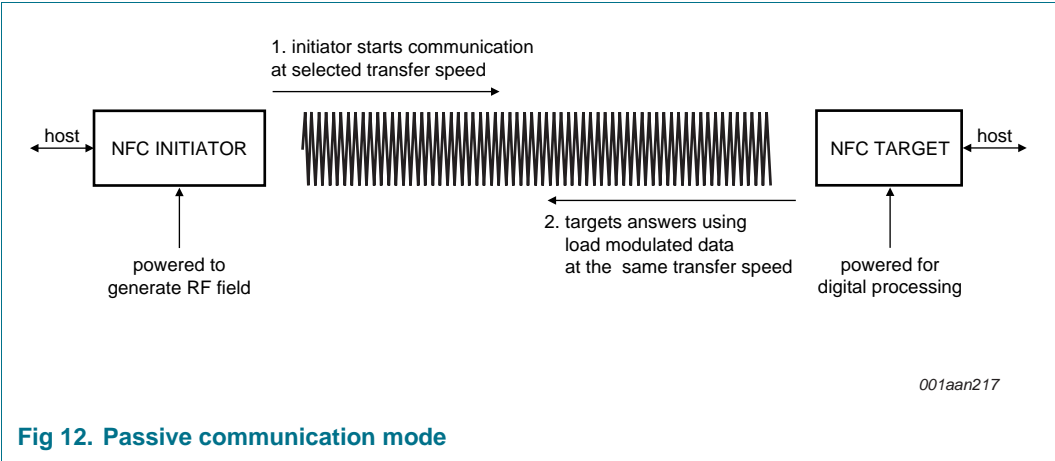 1. initiator starts communication
at selected transfer speed
host
NFC INITIATOR
NFC TARGET
host
2. targets answers using
load modulated data
at the same transfer speed
powered to
generate RF field
powered for
digital processing
001aan217
Fig 12. Passive communication mode